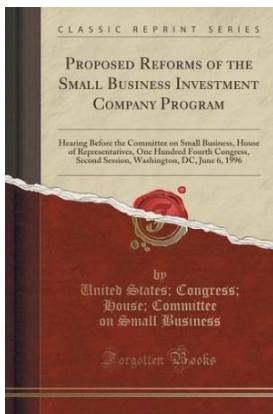 CLASSIC REPRINT SERIES
PROPOSED REFORMS OF THE
SMALL BUSINESS INVESTMENT
COMPANY PROGRAM
Hearing Before the Committee on Small Business, House
of Representatives, One Hundred Fourth Congress,
Second Session, Washington, DC, June 6, 1996
by
United States; Congress;
House; Committee
on Small Business
Forgotten Books